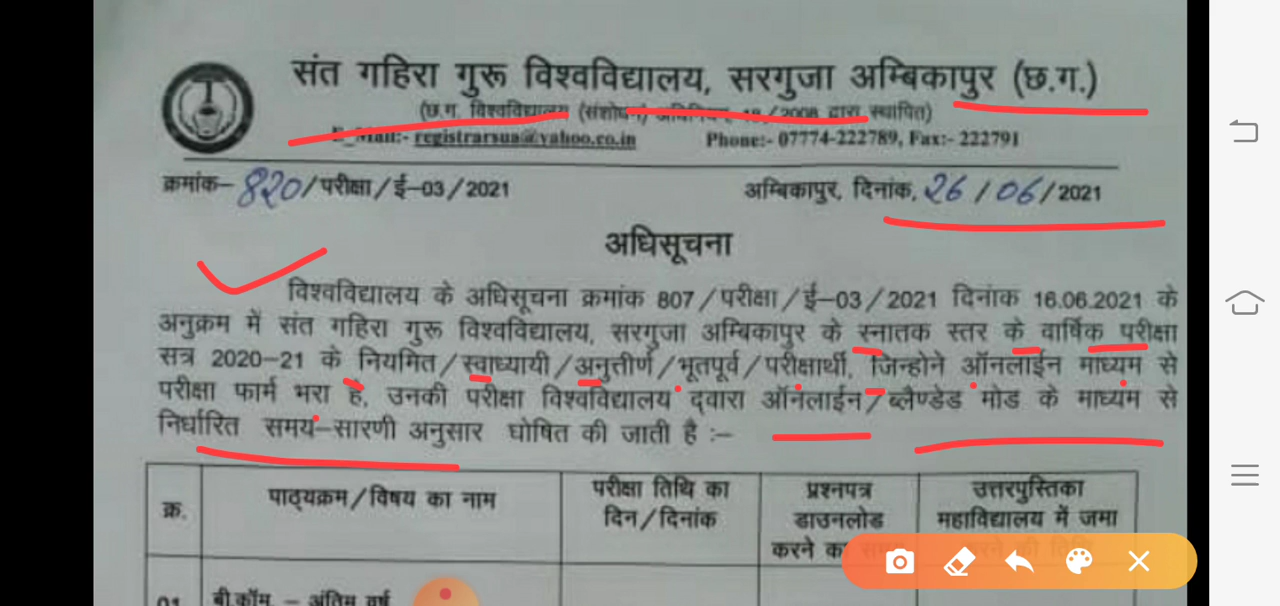 संत गहिरा गुरू विश्वविद्यालय, सरगुजा अम्बिकापुर (छ.ग.)
(छ.ग. विश्वविद्यालय (संशोधन) अधिनियम 18/2008 द्वारा स्थापित)
E_Mail:- registrarsua@yahoo.co.in Phone:- 07774-222789, Fax:- 222791
क्रमांक- 820/परीक्षा/ई-03/2021 अम्बिकापुर, दिनांक, 26/06/2021
अधिसूचना
विश्वविद्यालय के अधिसूचना क्रमांक 807/परीक्षा/ई-03/2021 दिनांक 16.06.2021 के
अनुक्रम में संत गहिरा गुरू विश्वविद्यालय, सरगुजा अम्बिकापुर के स्नातक स्तर के वार्षिक परीक्षा
सत्र 2020-21 के नियमित/स्वाध्यायी/अनुत्तीर्ण/भूतपूर्व/परीक्षार्थी, जिन्होने ऑनलाईन माध्यम से
परीक्षा फार्म भरा है, उनकी परीक्षा विश्वविद्यालय द्वारा ऑनलाईन/ब्लैण्डेड मोड के माध्यम से
निर्धारित समय-सारणी अनुसार घोषित की जाती है :-
क्र. पाठ्यक्रम/विषय का नाम परीक्षा तिथि का दिन/दिनांक प्रश्नपत्र डाउनलोड करने का समय उत्तरपुस्तिका महाविद्यालय में जमा करने की तिथि
01 बी.कॉम. - अंतिम वर्ष